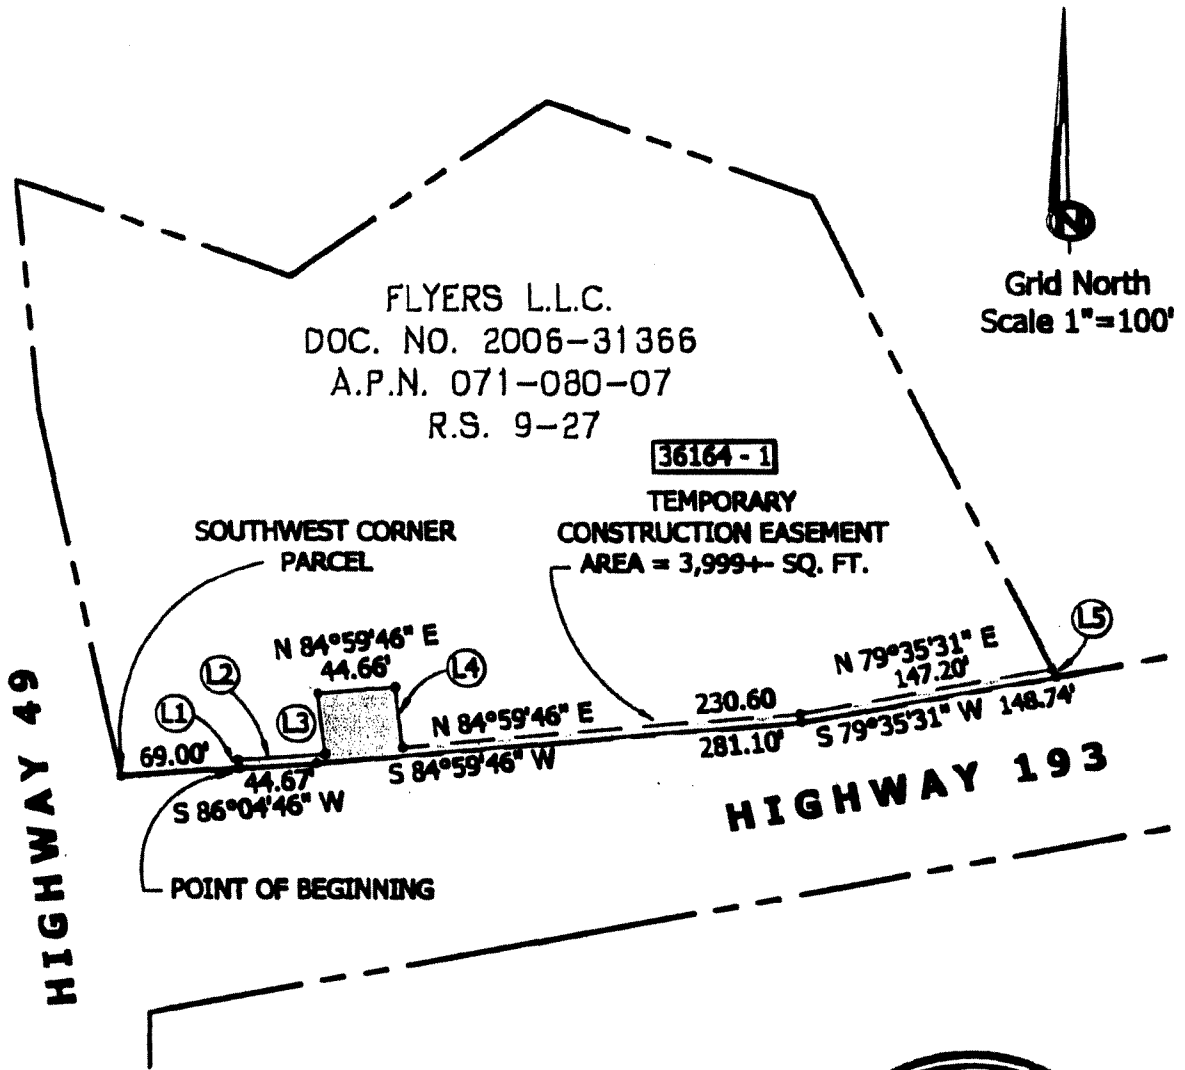 N
Grid North
Scale 1"=100'
FLYERS L.L.C.
DOC. NO. 2006-31366
A.P.N. 071-080-07
R.S. 9-27
36164 - 1
TEMPORARY
CONSTRUCTION EASEMENT
AREA = 3,999+- SQ. FT.
SOUTHWEST CORNER
PARCEL
N 84°59'46" E
44.66'
L1
L2
L3
L4
L5
69.00'
44.67'
S 86°04'46" W
N 84°59'46" E
S 84°59'46" W
230.60
281.10'
N 79°35'31" E
147.20'
S 79°35'31" W 148.74'
HIGHWAY 49
HIGHWAY 193
POINT OF BEGINNING